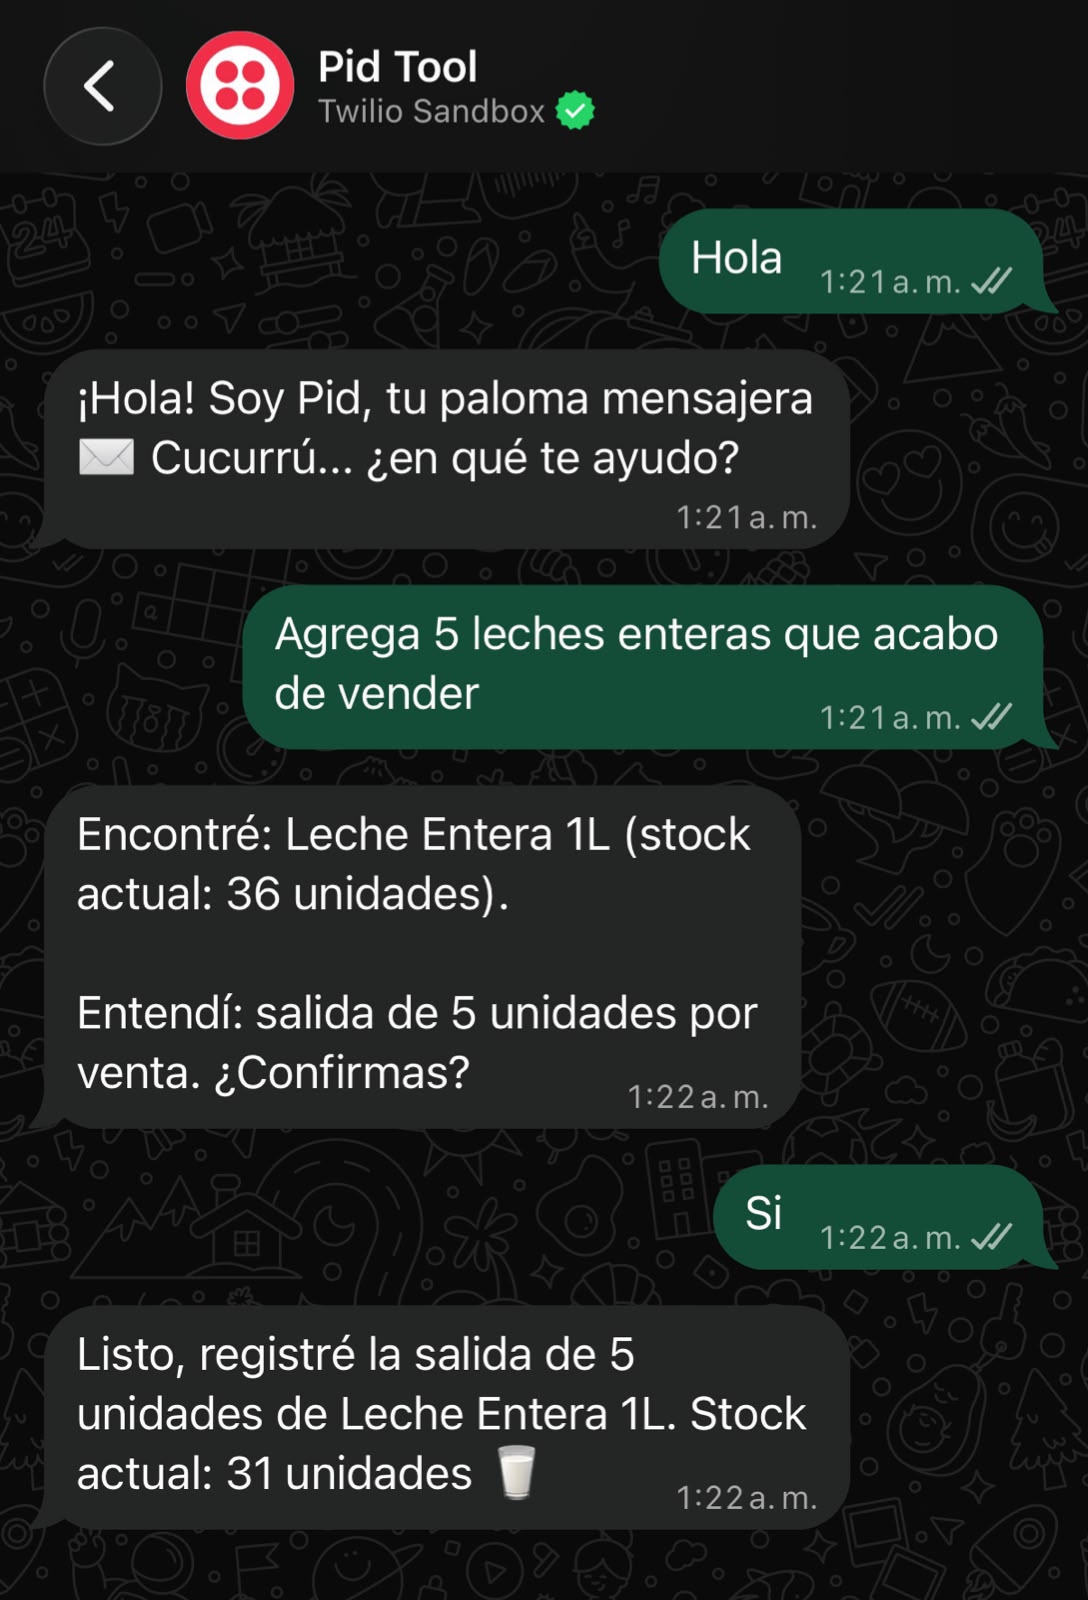 Pid Tool
Twilio Sandbox
Hola
1:21 a. m.
¡Hola! Soy Pid, tu paloma mensajera
✉️ Cucurrú... ¿en qué te ayudo?
1:21 a. m.
Agrega 5 leches enteras que acabo
de vender
1:21 a. m.
Encontré: Leche Entera 1L (stock
actual: 36 unidades).
Entendí: salida de 5 unidades por
venta. ¿Confirmas?
1:22 a. m.
Si
1:22 a. m.
Listo, registré la salida de 5
unidades de Leche Entera 1L. Stock
actual: 31 unidades 🥛
1:22 a. m.